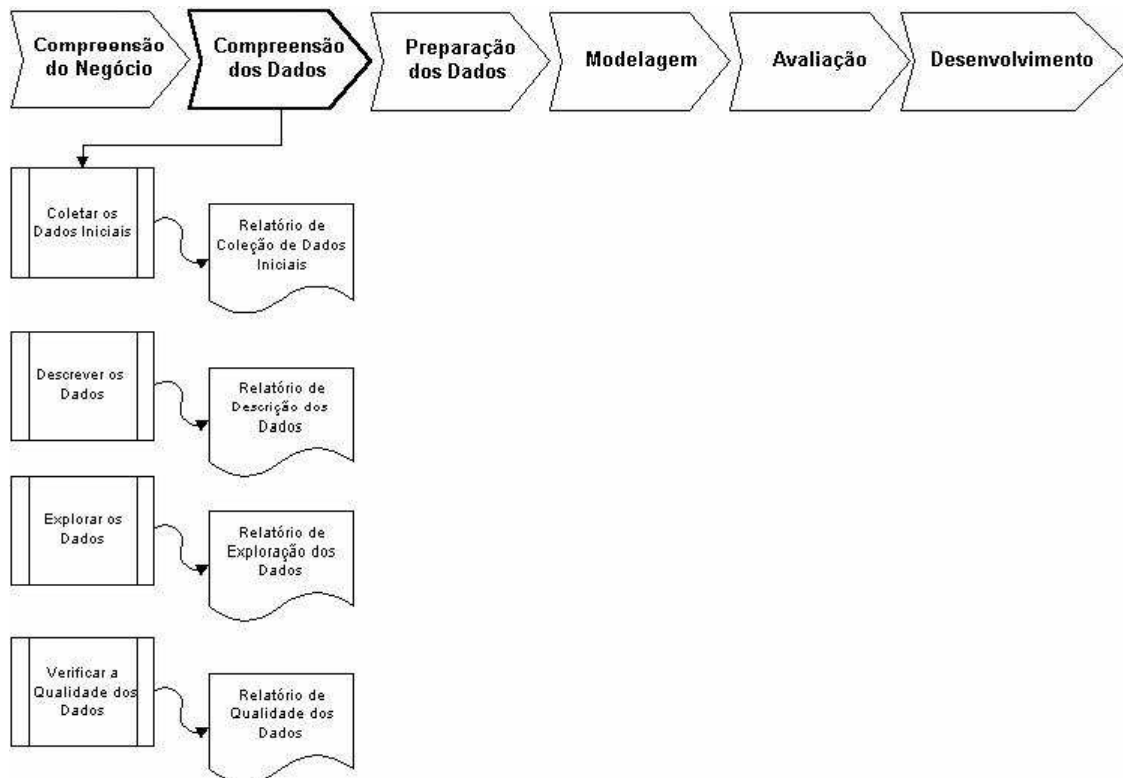 Compreensão
do Negócio
Compreensão
dos Dados
Preparação
dos Dados
Modelagem
Avaliação
Desenvolvimento
Coletar os
Dados Iniciais
Relatório de
Coleção de Dados
Iniciais
Descrever os
Dados
Relatório de
Descrição dos
Dados
Explorar os
Dados
Relatório de
Exploração dos
Dados
Verificar a
Qualidade dos
Dados
Relatório de
Qualidade dos
Dados